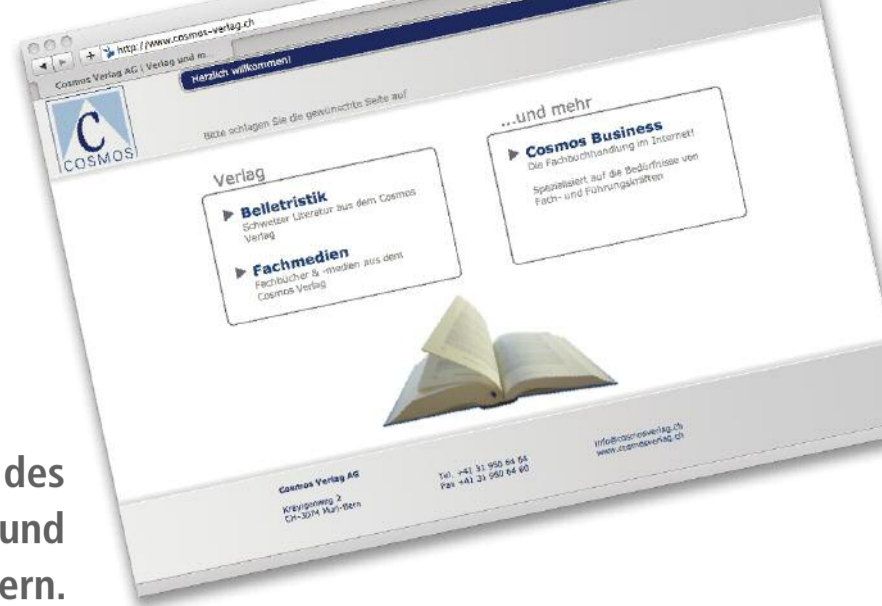 http://www.cosmos-verlag.ch
Cosmos Verlag AG | Verlag und m...
Herzlich willkommen!
C
COSMOS
Bitte schlagen Sie die gewünschte Seite auf
Verlag
Belletristik
Schweizer Literatur aus dem Cosmos
Verlag
Fachmedien
Fachbücher & -medien aus dem
Cosmos Verlag
...und mehr
Cosmos Business
Die Fachbuchhandlung im Internet!
Spezialisiert auf die Bedürfnisse von
Fach- und Führungskräften
Cosmos Verlag AG
Kräyigenweg 2
CH-3074 Muri-Bern
Tel. +41 31 950 64 64
Fax +41 31 950 64 60
info@cosmosverlag.ch
www.cosmosverlag.ch
des
und
ern.